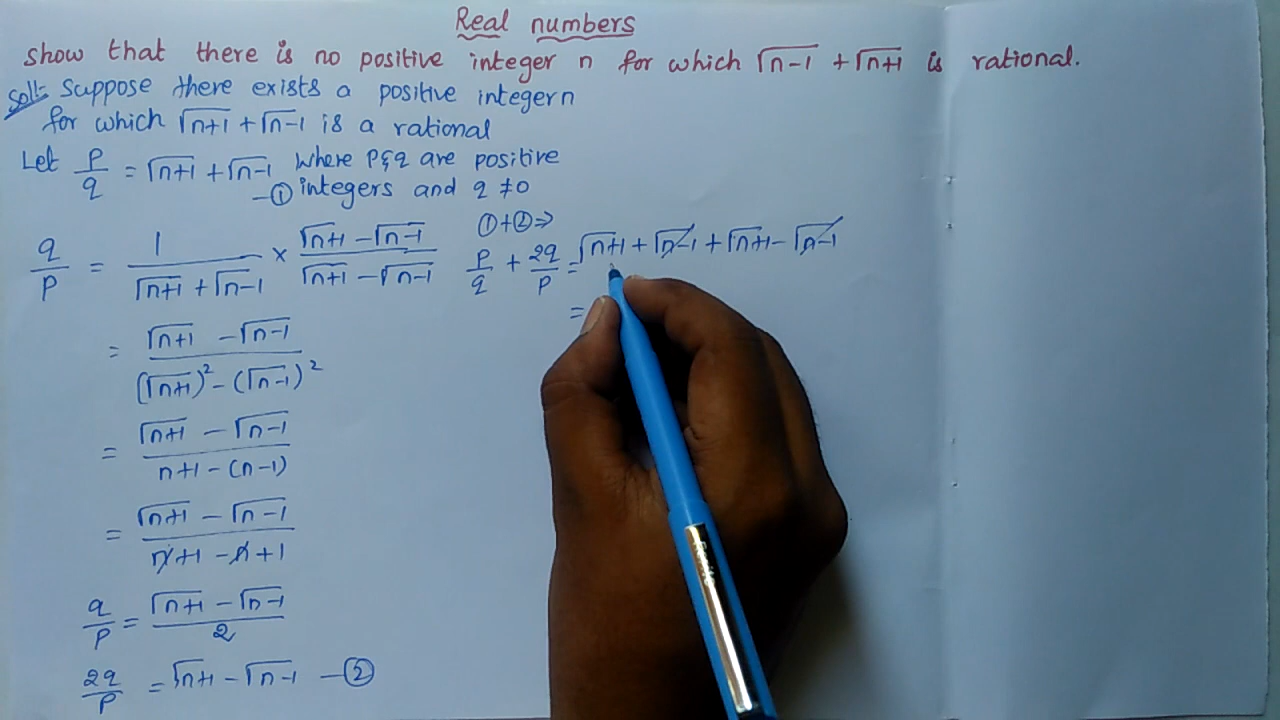 Real numbers
show that there is no positive integer n for which √n-1 + √n+1 is rational.
Sol:- Suppose there exists a positive integer n
for which √n+1 + √n-1 is a rational
Let p/q = √n+1 + √n-1 where p&q are positive
—① integers and q ≠ 0
q/p = 1/(√n+1 + √n-1) × (√n+1 - √n-1)/(√n+1 - √n-1)
= (√n+1 - √n-1)/((√n+1)² - (√n-1)²)
= (√n+1 - √n-1)/(n+1-(n-1))
= (√n+1 - √n-1)/(n+1-n+1)
q/p = (√n+1 - √n-1)/2
2q/p = √n+1 - √n-1 —②
①+②⇒
p/q + 2q/p = √n+1 + √n-1 + √n+1 - √n-1
=